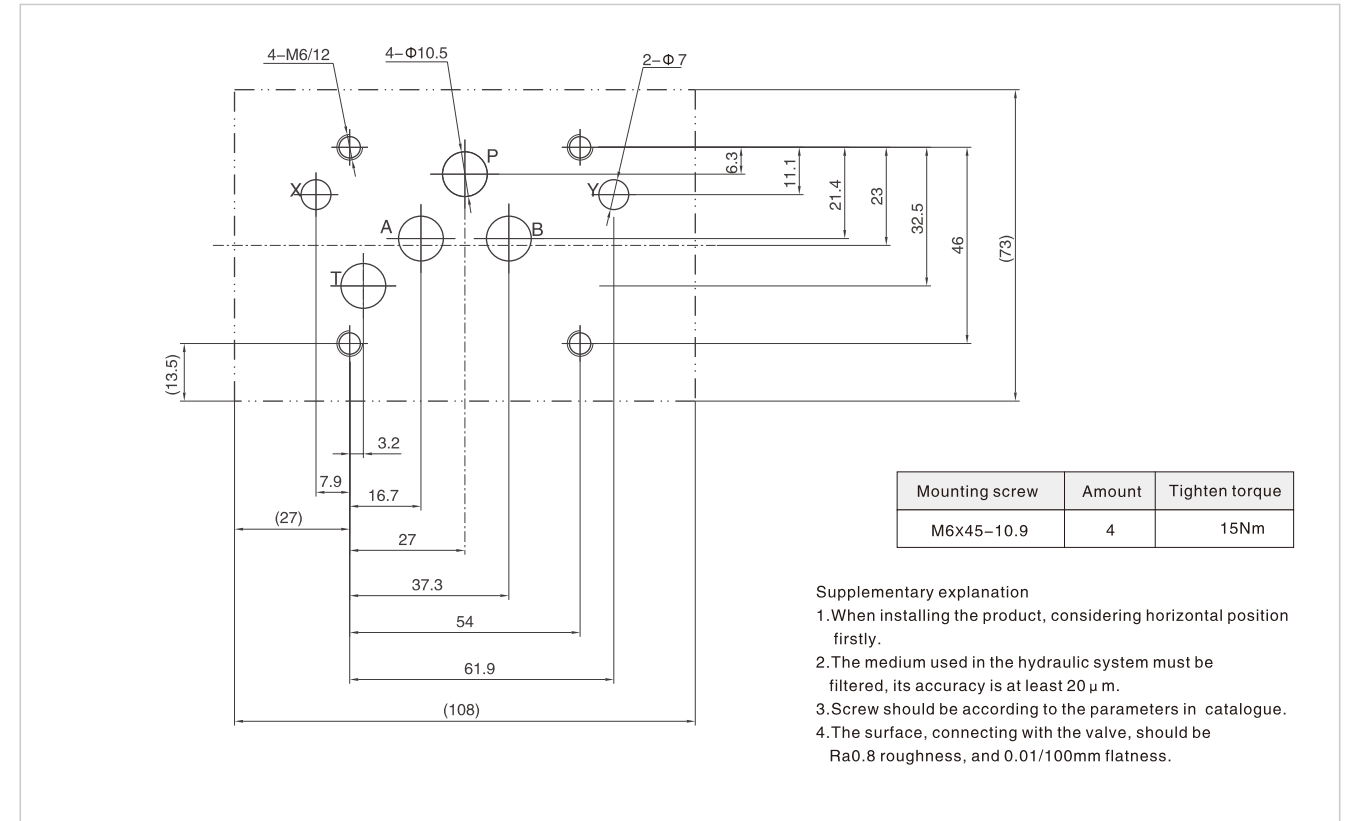 4–M6/12
4–Φ10.5
2–Φ7
P
X
Y
A
B
T
6.3
11.1
21.4
23
32.5
46
(73)
(13.5)
3.2
7.9
16.7
(27)
27
37.3
54
61.9
(108)
Mounting screw Amount Tighten torque
M6X45–10.9 4 15Nm
Supplementary explanation
1.When installing the product, considering horizontal position
firstly.
2.The medium used in the hydraulic system must be
filtered, its accuracy is at least 20μm.
3.Screw should be according to the parameters in catalogue.
4.The surface, connecting with the valve, should be
Ra0.8 roughness, and 0.01/100mm flatness.